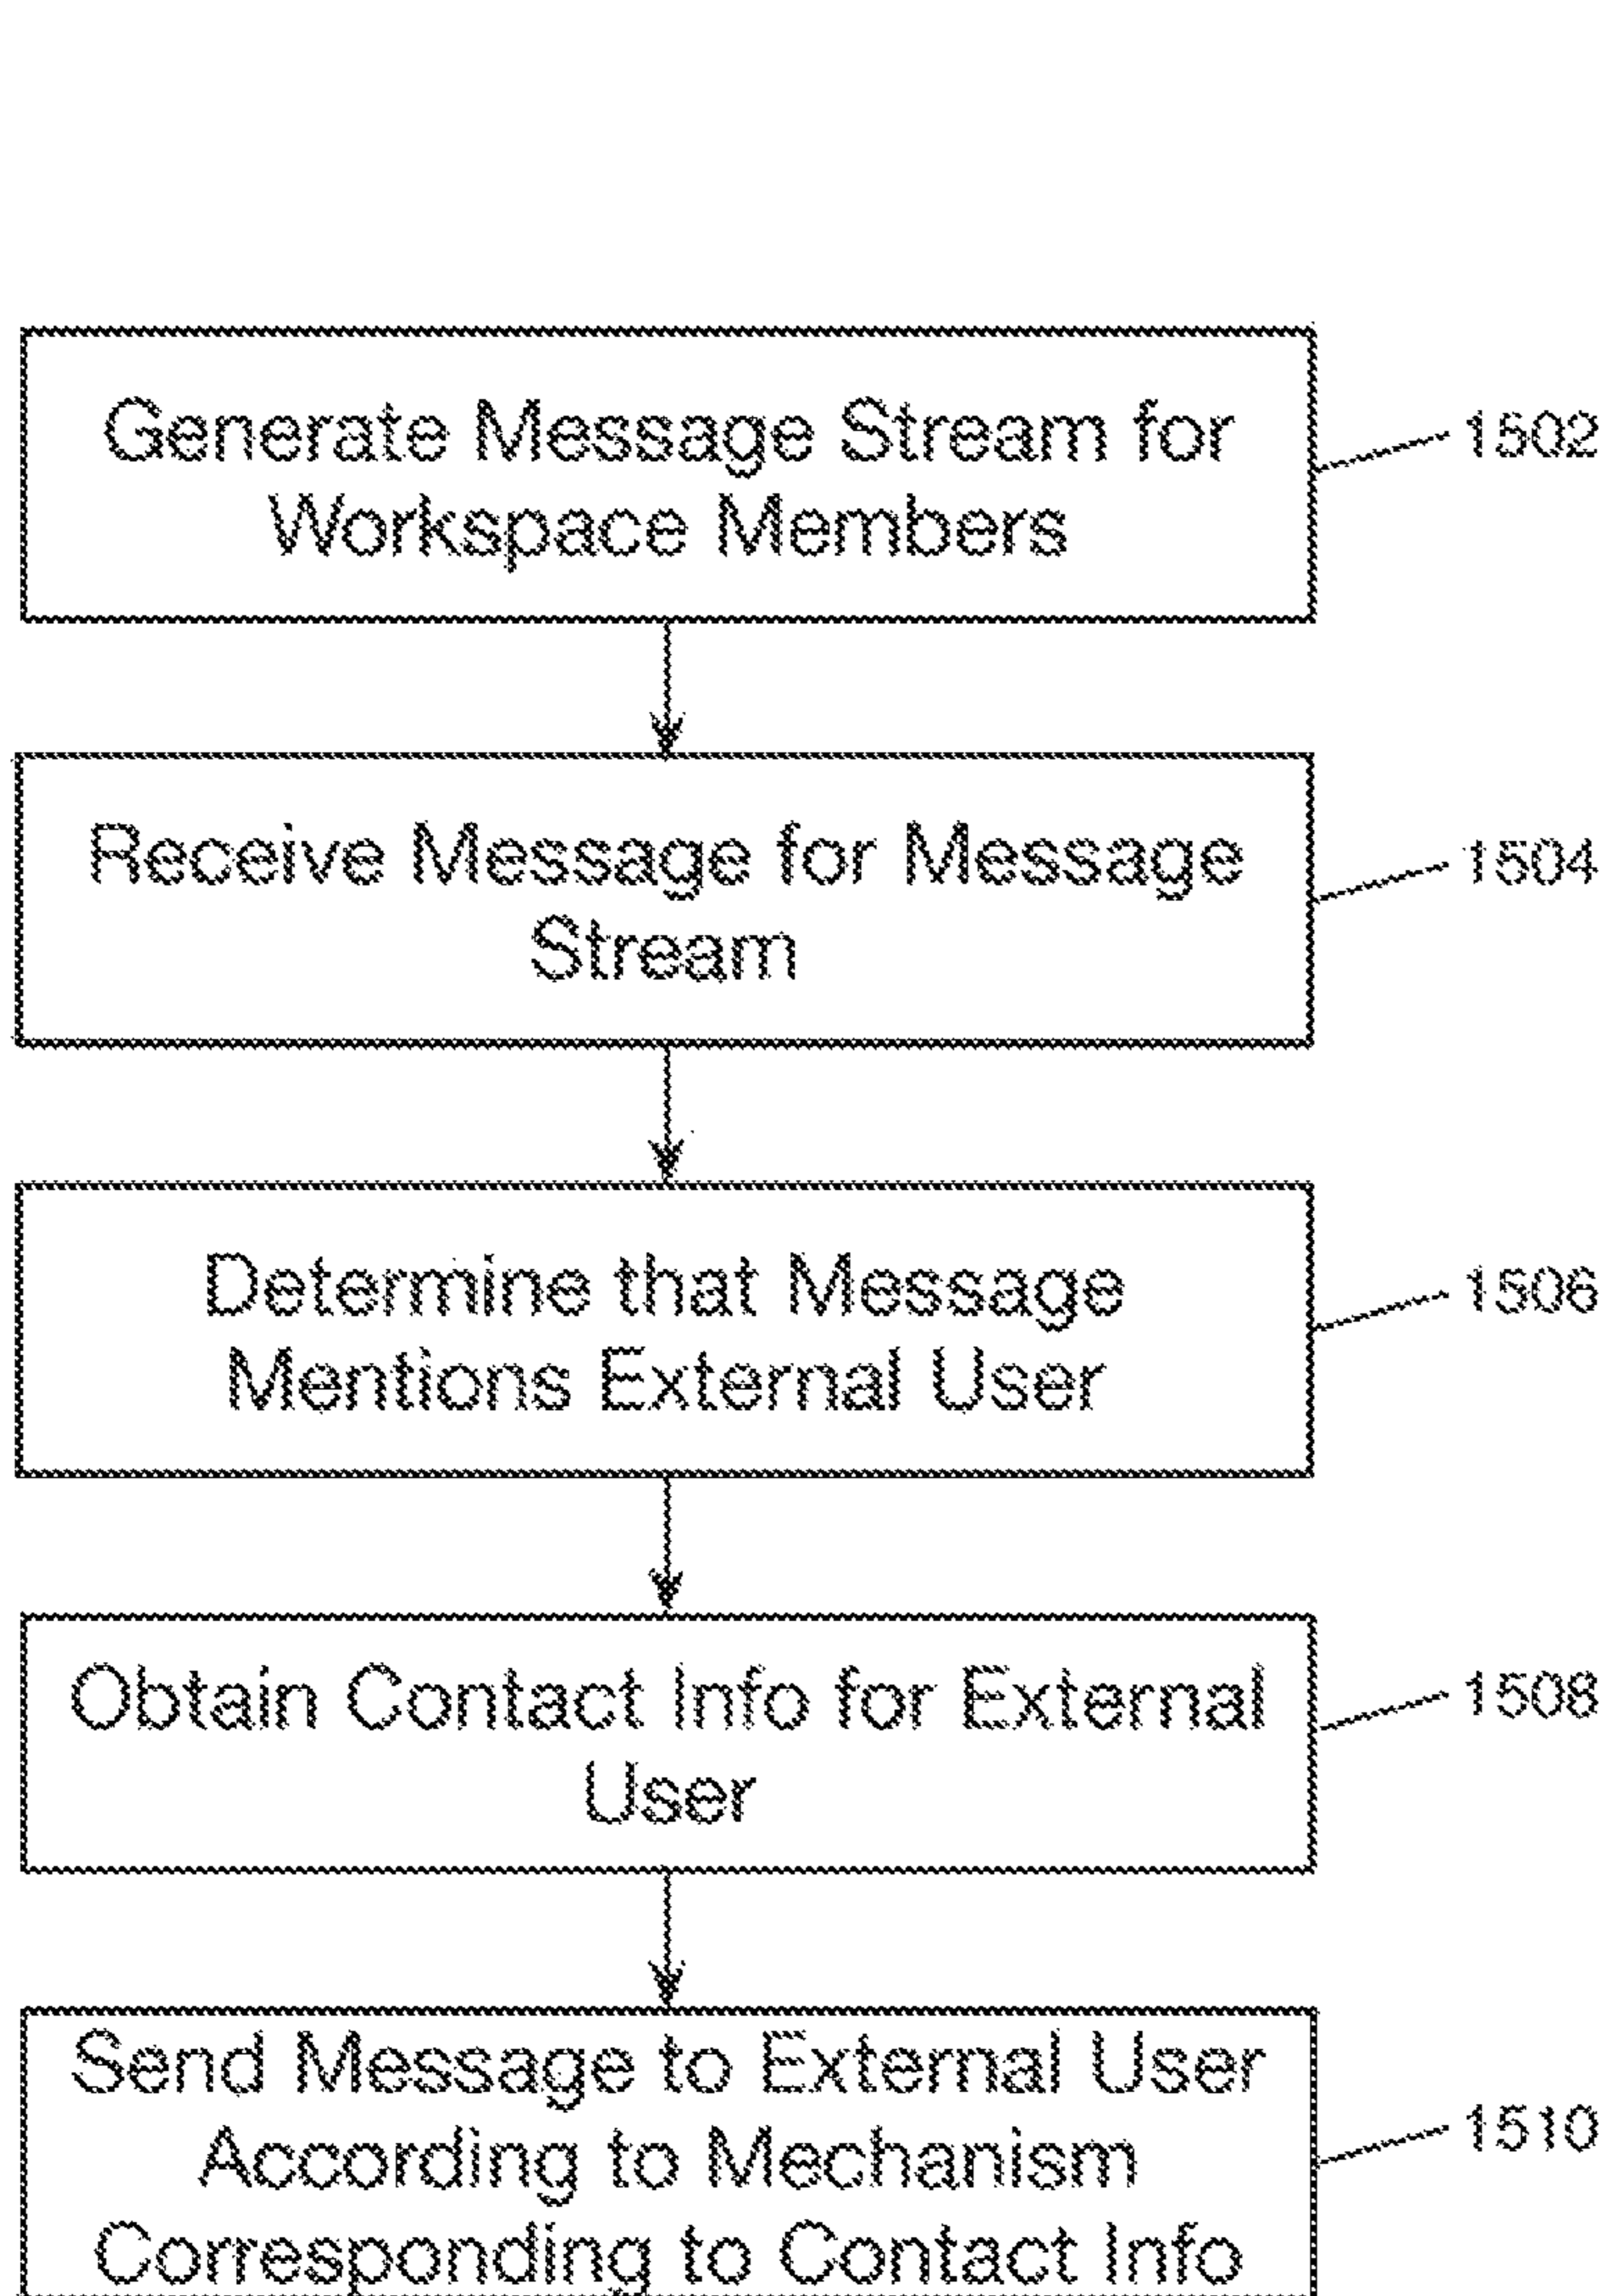 Generate Message Stream for
Workspace Members
1502
Receive Message for Message
Stream
1504
Determine that Message
Mentions External User
1506
Obtain Contact Info for External
User
1508
Send Message to External User
According to Mechanism
Corresponding to Contact Info
1510